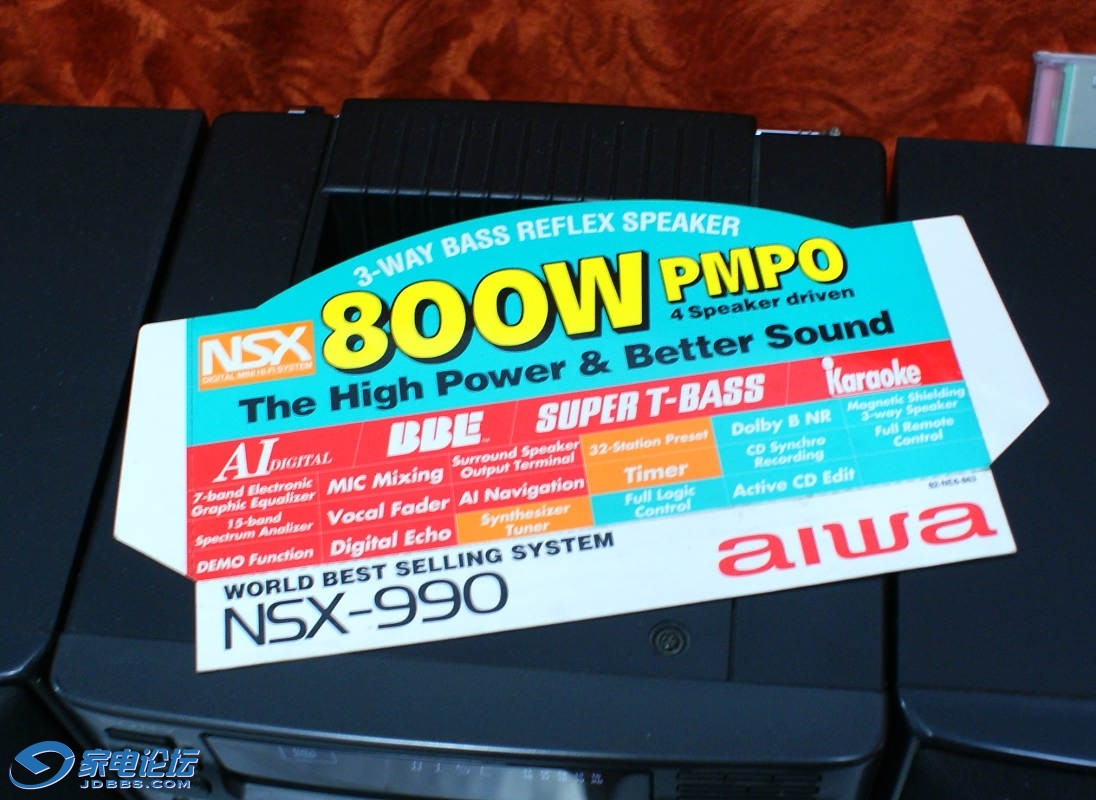 3-WAY BASS REFLEX SPEAKER
800W PMPO
4 Speaker driven
NSX
DIGITAL MINI HI-FI SYSTEM
The High Power & Better Sound
AI DIGITAL
BBE™
SUPER T-BASS
Karaoke
7-band Electronic
Graphic Equalizer
MIC Mixing
Surround Speaker
Output Terminal
32-Station Preset
Dolby B NR
Magnetic Shielding
3-way Speaker
15-band
Spectrum Analizer
Vocal Fader
AI Navigation
Timer
CD Synchro
Recording
Full Remote
Control
DEMO Function
Digital Echo
Synthesizer
Tuner
Full Logic
Control
Active CD Edit
WORLD BEST SELLING SYSTEM
NSX-990
aiwa
家电论坛
JDBBS.COM